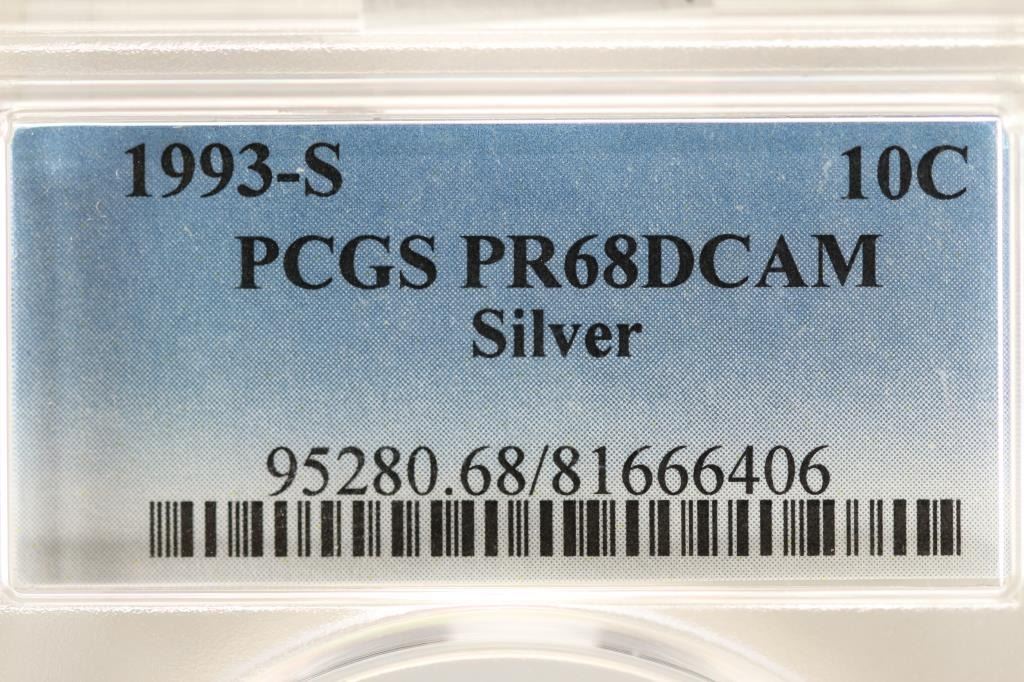 1993-S 10C
PCGS PR68DCAM
Silver
95280.68/81666406